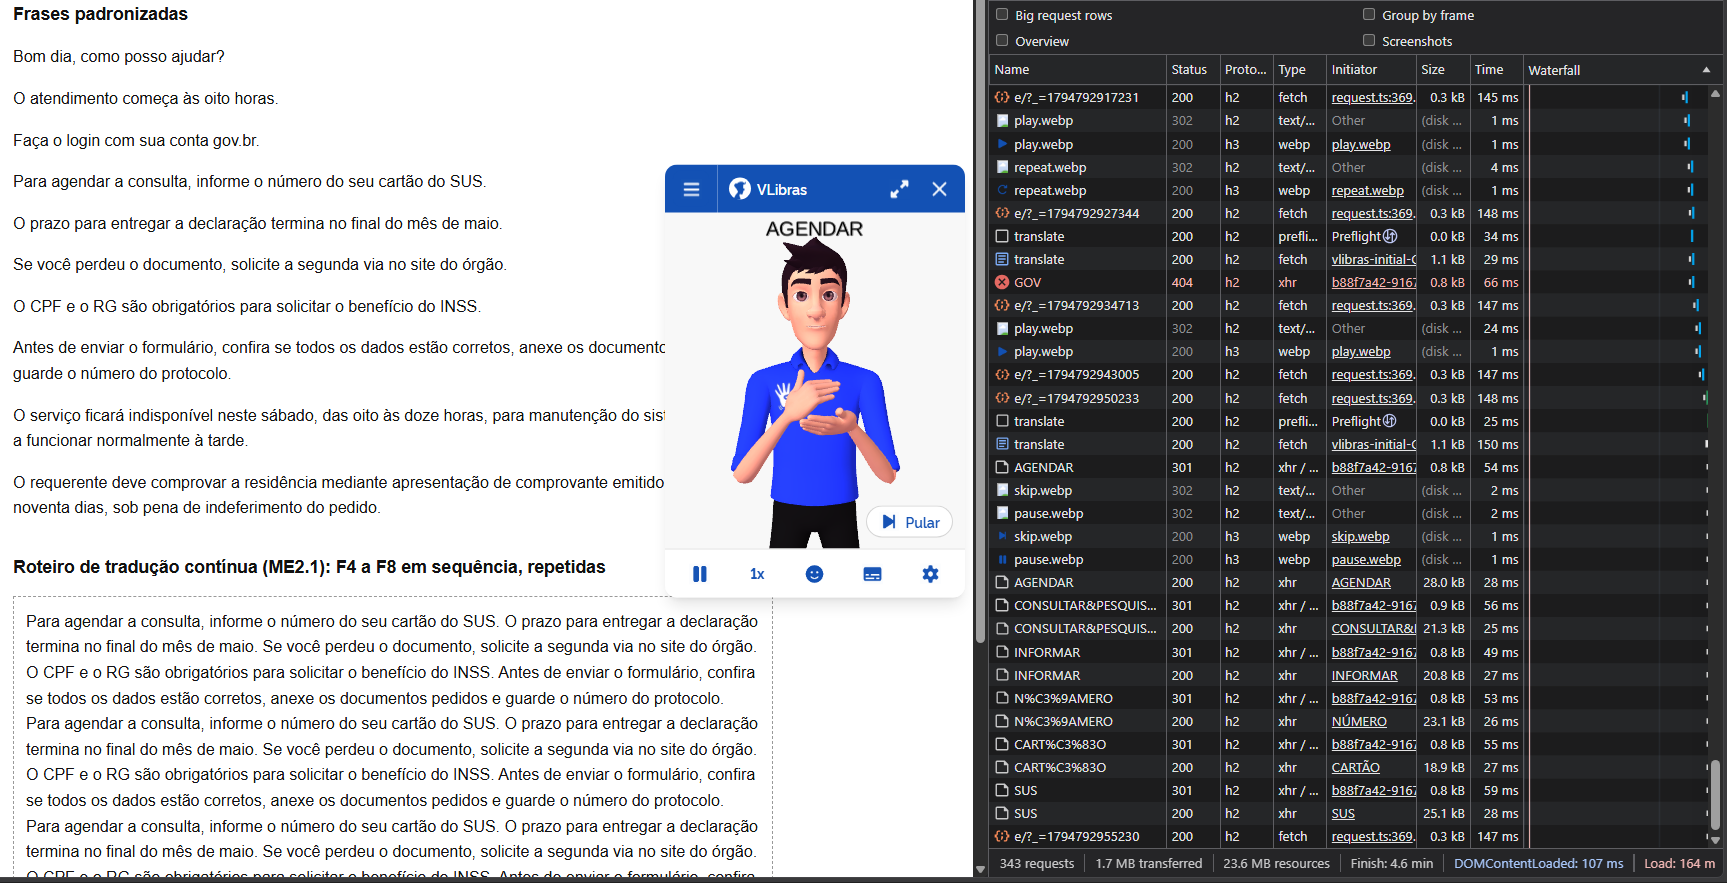 Frases padronizadas
Bom dia, como posso ajudar?
O atendimento começa às oito horas.
Faça o login com sua conta gov.br.
Para agendar a consulta, informe o número do seu cartão do SUS.
O prazo para entregar a declaração termina no final do mês de maio.
Se você perdeu o documento, solicite a segunda via no site do órgão.
O CPF e o RG são obrigatórios para solicitar o benefício do INSS.
Antes de enviar o formulário, confira se todos os dados estão corretos, anexe os documento
guarde o número do protocolo.
O serviço ficará indisponível neste sábado, das oito às doze horas, para manutenção do sist
a funcionar normalmente à tarde.
O requerente deve comprovar a residência mediante apresentação de comprovante emitido
noventa dias, sob pena de indeferimento do pedido.
Roteiro de tradução contínua (ME2.1): F4 a F8 em sequência, repetidas
Para agendar a consulta, informe o número do seu cartão do SUS. O prazo para entregar a declaração
termina no final do mês de maio. Se você perdeu o documento, solicite a segunda via no site do órgão.
O CPF e o RG são obrigatórios para solicitar o benefício do INSS. Antes de enviar o formulário, confira
se todos os dados estão corretos, anexe os documentos pedidos e guarde o número do protocolo.
Para agendar a consulta, informe o número do seu cartão do SUS. O prazo para entregar a declaração
termina no final do mês de maio. Se você perdeu o documento, solicite a segunda via no site do órgão.
O CPF e o RG são obrigatórios para solicitar o benefício do INSS. Antes de enviar o formulário, confira
se todos os dados estão corretos, anexe os documentos pedidos e guarde o número do protocolo.
Para agendar a consulta, informe o número do seu cartão do SUS. O prazo para entregar a declaração
termina no final do mês de maio. Se você perdeu o documento, solicite a segunda via no site do órgão.
O CPF e o RG são obrigatórios para solicitar o benefício do INSS. Antes de enviar o formulário, confira
VLibras
AGENDAR
Pular
1x
Big request rows Group by frame
Overview Screenshots
Name Status Proto... Type Initiator Size Time Waterfall
e/?_=1794792917231 200 h2 fetch request.ts:369. 0.3 kB 145 ms
play.webp 302 h2 text/... Other (disk ... 1 ms
play.webp 200 h3 webp play.webp (disk ... 1 ms
repeat.webp 302 h2 text/... Other (disk ... 4 ms
repeat.webp 200 h3 webp repeat.webp (disk ... 1 ms
e/?_=1794792927344 200 h2 fetch request.ts:369. 0.3 kB 148 ms
translate 200 h2 prefli... Preflight 0.0 kB 34 ms
translate 200 h2 fetch vlibras-initial-C 1.1 kB 29 ms
GOV 404 h2 xhr b88f7a42-9167 0.8 kB 66 ms
e/?_=1794792934713 200 h2 fetch request.ts:369. 0.3 kB 147 ms
play.webp 302 h2 text/... Other (disk ... 24 ms
play.webp 200 h3 webp play.webp (disk ... 1 ms
e/?_=1794792943005 200 h2 fetch request.ts:369. 0.3 kB 147 ms
e/?_=1794792950233 200 h2 fetch request.ts:369. 0.3 kB 148 ms
translate 200 h2 prefli... Preflight 0.0 kB 25 ms
translate 200 h2 fetch vlibras-initial-C 1.1 kB 150 ms
AGENDAR 301 h2 xhr / ... b88f7a42-9167 0.8 kB 54 ms
skip.webp 302 h2 text/... Other (disk ... 2 ms
pause.webp 302 h2 text/... Other (disk ... 2 ms
skip.webp 200 h3 webp skip.webp (disk ... 1 ms
pause.webp 200 h3 webp pause.webp (disk ... 1 ms
AGENDAR 200 h2 xhr AGENDAR 28.0 kB 28 ms
CONSULTAR&PESQUIS... 301 h2 xhr / ... b88f7a42-9167 0.9 kB 56 ms
CONSULTAR&PESQUIS... 200 h2 xhr CONSULTAR&I 21.3 kB 25 ms
INFORMAR 301 h2 xhr / ... b88f7a42-9167 0.8 kB 49 ms
INFORMAR 200 h2 xhr INFORMAR 20.8 kB 27 ms
N%C3%9AMERO 301 h2 xhr / ... b88f7a42-9167 0.8 kB 53 ms
N%C3%9AMERO 200 h2 xhr NÚMERO 23.1 kB 26 ms
CART%C3%83O 301 h2 xhr / ... b88f7a42-9167 0.8 kB 55 ms
CART%C3%83O 200 h2 xhr CARTÃO 18.9 kB 27 ms
SUS 301 h2 xhr / ... b88f7a42-9167 0.8 kB 59 ms
SUS 200 h2 xhr SUS 25.1 kB 28 ms
e/?_=1794792955230 200 h2 fetch request.ts:369. 0.3 kB 147 ms
343 requests 1.7 MB transferred 23.6 MB resources Finish: 4.6 min DOMContentLoaded: 107 ms Load: 164 m